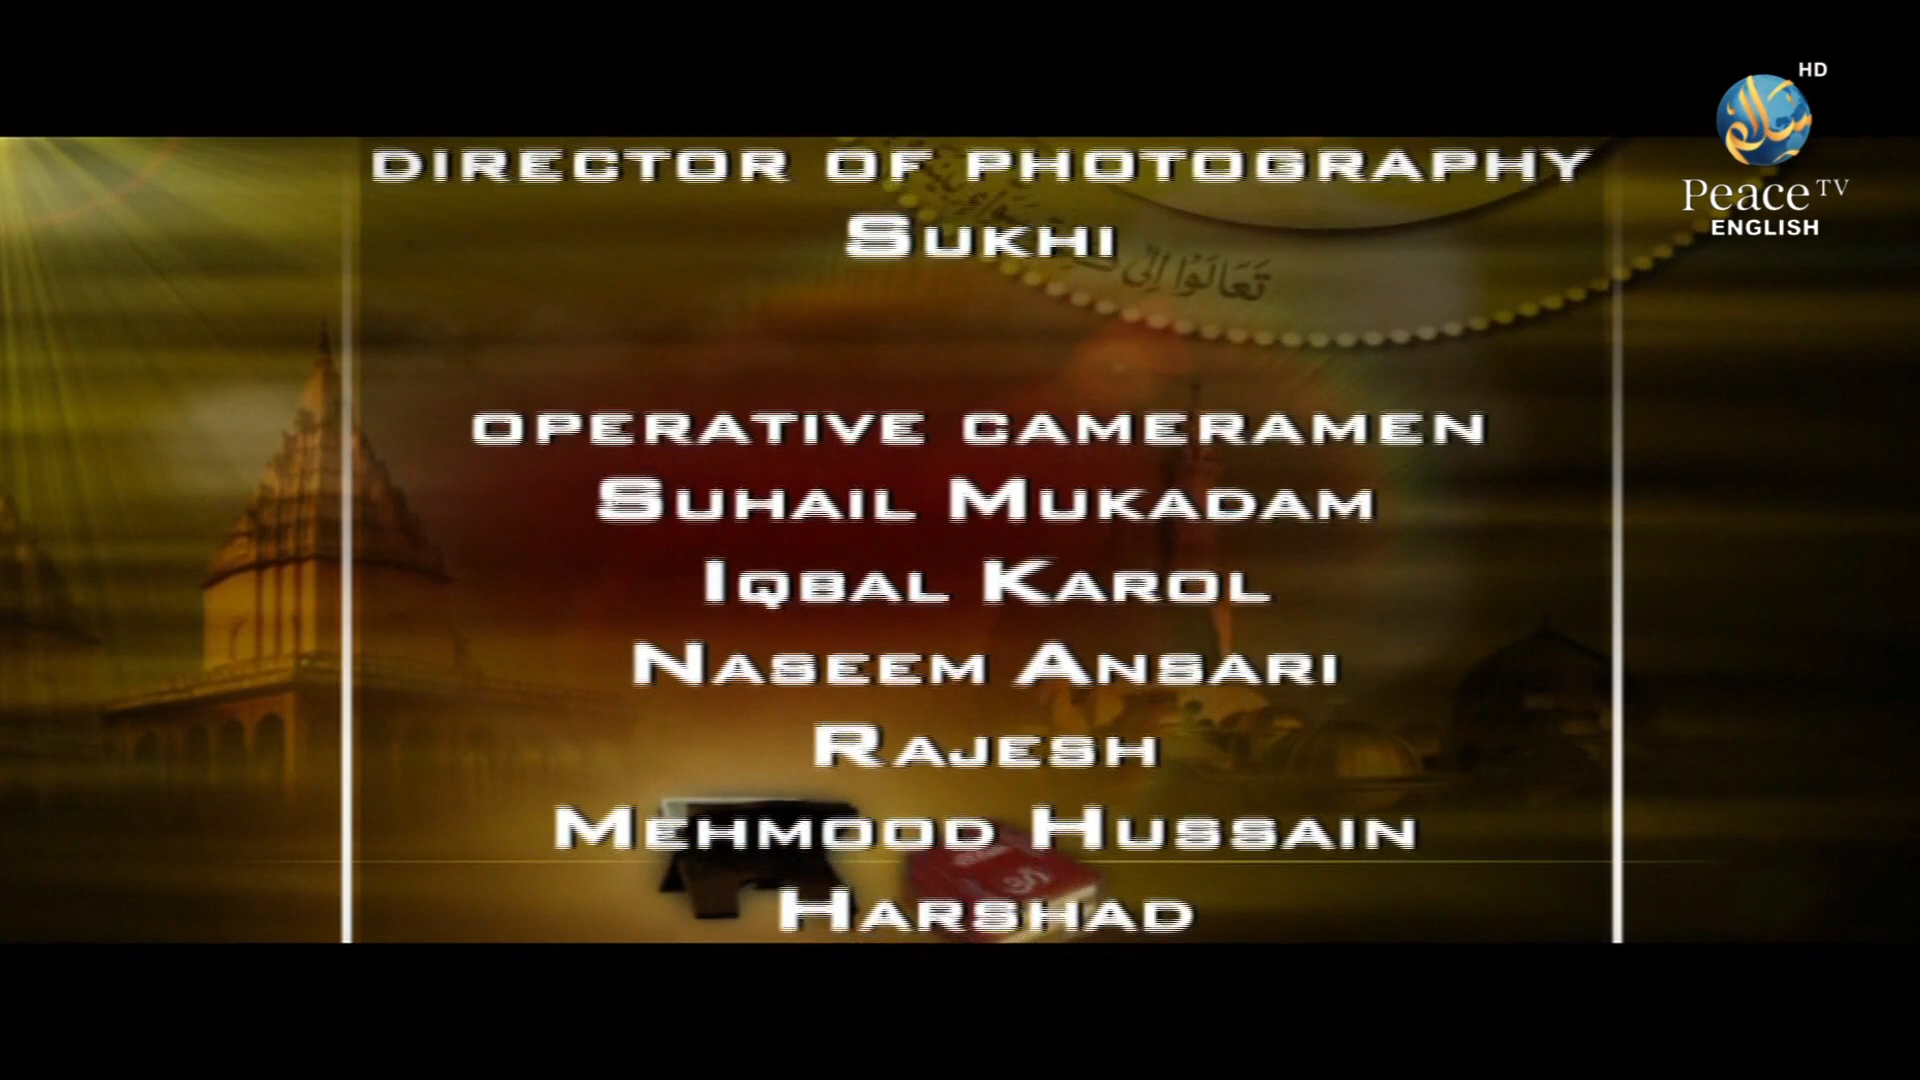 HD
Peace TV
ENGLISH
DIRECTOR OF PHOTOGRAPHY
SUKHI
تَعَالَوْا إِلَىٰ
OPERATIVE CAMERAMEN
SUHAIL MUKADAM
IQBAL KAROL
NASEEM ANSARI
RAJESH
MEHMOOD HUSSAIN
HARSHAD